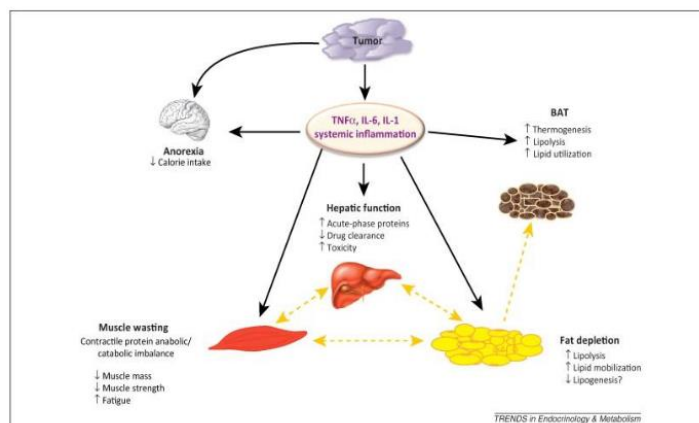 Tumor
TNFα, IL-6, IL-1
systemic inflammation
Anorexia
↓ Calorie intake
BAT
↑ Thermogenesis
↑ Lipolysis
↑ Lipid utilization
Hepatic function
↑ Acute-phase proteins
↓ Drug clearance
↑ Toxicity
Muscle wasting
Contractile protein anabolic/
catabolic imbalance
↓ Muscle mass
↓ Muscle strength
↑ Fatigue
Fat depletion
↑ Lipolysis
↑ Lipid mobilization
↓ Lipogenesis?
TRENDS in Endocrinology & Metabolism